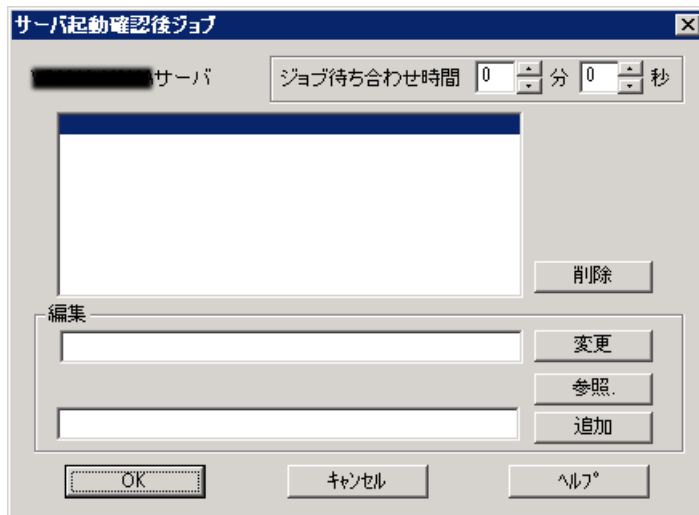 サーバ起動確認後ジョブ
サーバ
ジョブ待ち合わせ時間 0 分 0 秒
削除
編集
変更
参照.
追加
OK
キャンセル
ヘルプ